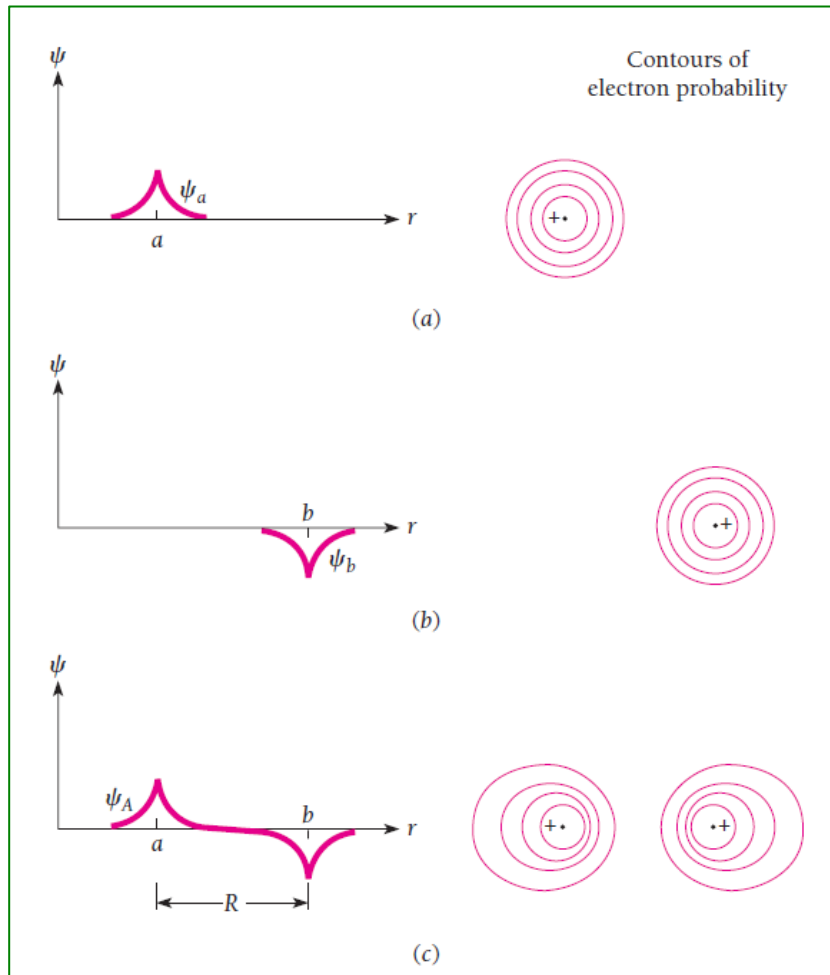 ψ
Contours of
electron probability
ψa
+
r
a
(a)
ψ
b
r
+
ψb
(b)
ψ
ψA
b
r
+ +
a
R
(c)